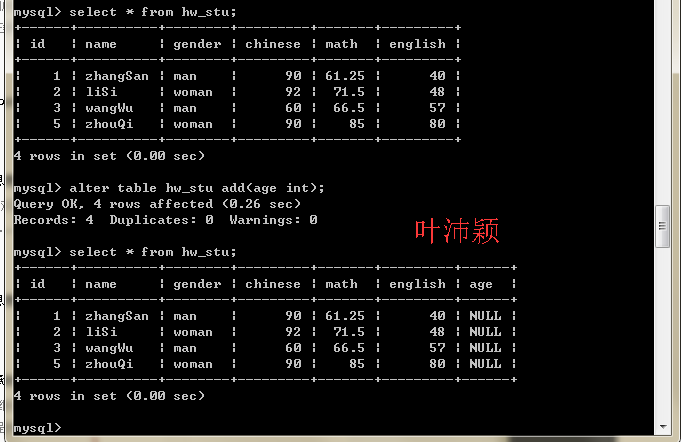 mysql> select * from hw_stu;
+------+----------+--------+---------+-------+---------+
| id   | name     | gender | chinese | math  | english |
+------+----------+--------+---------+-------+---------+
|    1 | zhangSan | man    |      90 | 61.25 |      40 |
|    2 | liSi     | woman  |      92 |  71.5 |      48 |
|    3 | wangWu   | man    |      60 |  66.5 |      57 |
|    5 | zhouQi   | woman  |      90 |    85 |      80 |
+------+----------+--------+---------+-------+---------+
4 rows in set (0.00 sec)
mysql> alter table hw_stu add(age int);
Query OK, 4 rows affected (0.26 sec)
Records: 4  Duplicates: 0  Warnings: 0
叶沛颖
mysql> select * from hw_stu;
+------+----------+--------+---------+-------+---------+------+
| id   | name     | gender | chinese | math  | english | age  |
+------+----------+--------+---------+-------+---------+------+
|    1 | zhangSan | man    |      90 | 61.25 |      40 | NULL |
|    2 | liSi     | woman  |      92 |  71.5 |      48 | NULL |
|    3 | wangWu   | man    |      60 |  66.5 |      57 | NULL |
|    5 | zhouQi   | woman  |      90 |    85 |      80 | NULL |
+------+----------+--------+---------+-------+---------+------+
4 rows in set (0.00 sec)
mysql>